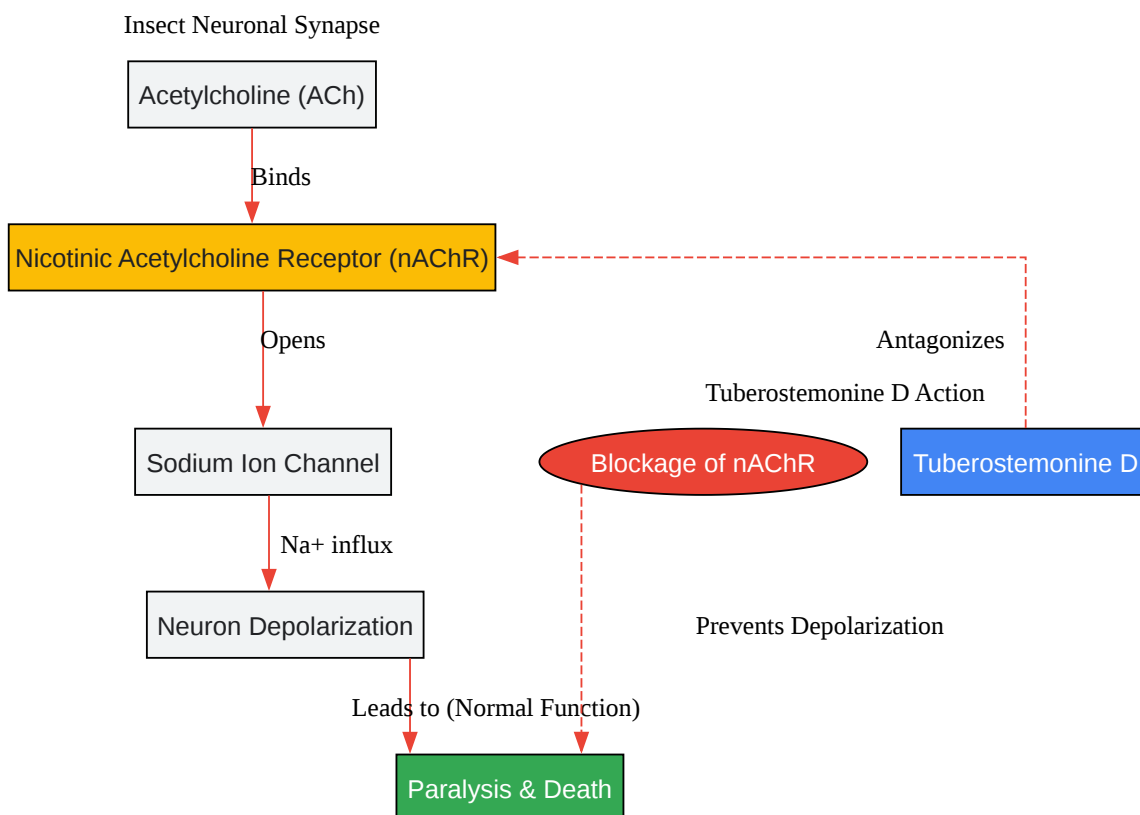 Insect Neuronal Synapse
Acetylcholine (ACh)
Binds
Nicotinic Acetylcholine Receptor (nAChR)
Opens
Antagonizes
Tuberostemonine D Action
Sodium Ion Channel
Blockage of nAChR
Tuberostemonine D
Na+ influx
Neuron Depolarization
Prevents Depolarization
Leads to (Normal Function)
Paralysis & Death